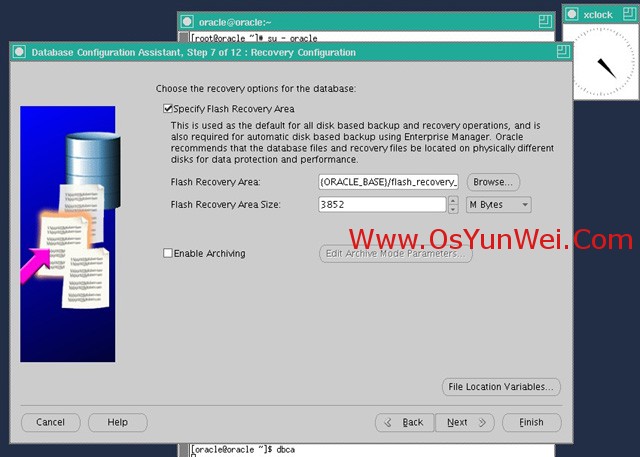 oracle@oracle:~
xclock
[root@oracle ~]# su - oracle
Database Configuration Assistant, Step 7 of 12 : Recovery Configuration
Choose the recovery options for the database:
Specify Flash Recovery Area
This is used as the default for all disk based backup and recovery operations, and is
also required for automatic disk based backup using Enterprise Manager. Oracle
recommends that the database files and recovery files be located on physically different
disks for data protection and performance.
Flash Recovery Area: {ORACLE_BASE}/flash_recovery_ Browse...
Flash Recovery Area Size: 3852 M Bytes
Www.OsYunWei.Com
Enable Archiving Edit Archive Mode Parameters...
File Location Variables...
Cancel Help Back Next Finish
[oracle@oracle ~]$ dbca